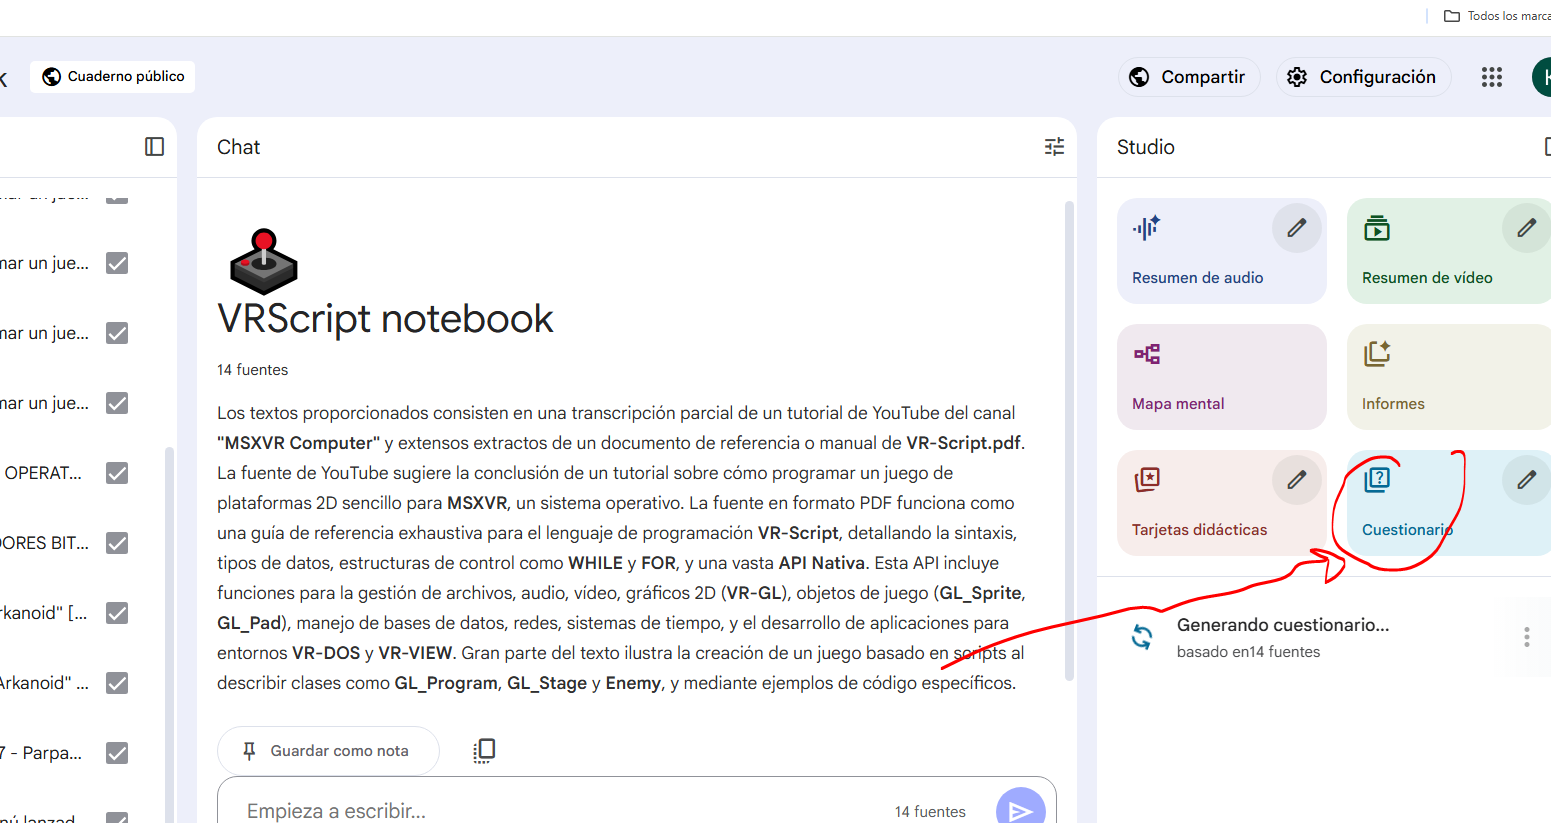 Todos los marca
Cuaderno público
Compartir
Configuración
Chat
Studio
mar un jue...
mar un jue...
mar un jue...
OPERAT...
DORES BIT...
rkanoid" [...
Arkanoid" ...
7 - Parpa...
VRScript notebook
14 fuentes
Los textos proporcionados consisten en una transcripción parcial de un tutorial de YouTube del canal
"MSXVR Computer" y extensos extractos de un documento de referencia o manual de VR-Script.pdf.
La fuente de YouTube sugiere la conclusión de un tutorial sobre cómo programar un juego de
plataformas 2D sencillo para MSXVR, un sistema operativo. La fuente en formato PDF funciona como
una guía de referencia exhaustiva para el lenguaje de programación VR-Script, detallando la sintaxis,
tipos de datos, estructuras de control como WHILE y FOR, y una vasta API Nativa. Esta API incluye
funciones para la gestión de archivos, audio, vídeo, gráficos 2D (VR-GL), objetos de juego (GL_Sprite,
GL_Pad), manejo de bases de datos, redes, sistemas de tiempo, y el desarrollo de aplicaciones para
entornos VR-DOS y VR-VIEW. Gran parte del texto ilustra la creación de un juego basado en scripts al
describir clases como GL_Program, GL_Stage y Enemy, y mediante ejemplos de código específicos.
Guardar como nota
Empieza a escribir...
14 fuentes
Resumen de audio
Resumen de vídeo
Mapa mental
Informes
Tarjetas didácticas
Cuestionario
Generando cuestionario...
basado en14 fuentes